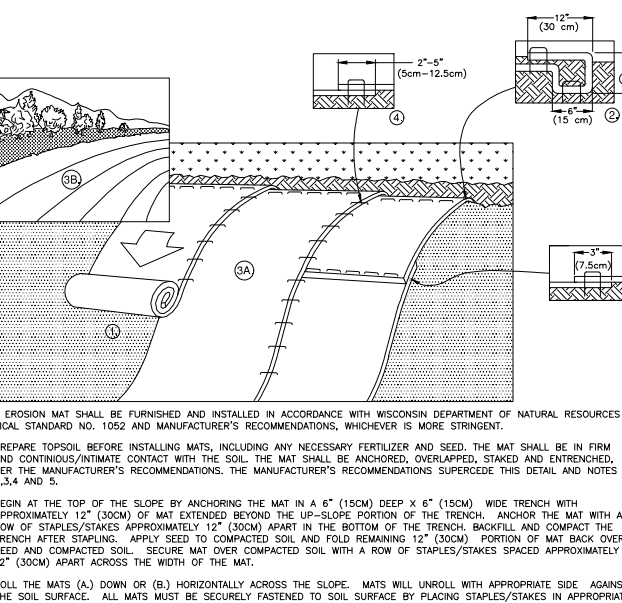 12"
(30 cm)
2"-5"
(5cm-12.5cm)
4.
6"
(15 cm)
2.
3B.
3A
3"
(7.5cm)
1.
EROSION MAT SHALL BE FURNISHED AND INSTALLED IN ACCORDANCE WITH WISCONSIN DEPARTMENT OF NATURAL RESOURCES
ICAL STANDARD NO. 1052 AND MANUFACTURER'S RECOMMENDATIONS, WHICHEVER IS MORE STRINGENT.
REPARE TOPSOIL BEFORE INSTALLING MATS, INCLUDING ANY NECESSARY FERTILIZER AND SEED. THE MAT SHALL BE IN FIRM
ND CONTINIOUS/INTIMATE CONTACT WITH THE SOIL. THE MAT SHALL BE ANCHORED, OVERLAPPED, STAKED AND ENTRENCHED,
ER THE MANUFACTURER'S RECOMMENDATIONS. THE MANUFACTURER'S RECOMMENDATIONS SUPERCEDE THIS DETAIL AND NOTES
,3,4 AND 5.
EGIN AT THE TOP OF THE SLOPE BY ANCHORING THE MAT IN A 6" (15CM) DEEP X 6" (15CM) WIDE TRENCH WITH
PPROXIMATELY 12" (30CM) OF MAT EXTENDED BEYOND THE UP-SLOPE PORTION OF THE TRENCH. ANCHOR THE MAT WITH A
OW OF STAPLES/STAKES APPROXIMATELY 12" (30CM) APART IN THE BOTTOM OF THE TRENCH. BACKFILL AND COMPACT THE
RENCH AFTER STAPLING. APPLY SEED TO COMPACTED SOIL AND FOLD REMAINING 12" (30CM) PORTION OF MAT BACK OVER
EED AND COMPACTED SOIL. SECURE MAT OVER COMPACTED SOIL WITH A ROW OF STAPLES/STAKES SPACED APPROXIMATELY
2" (30CM) APART ACROSS THE WIDTH OF THE MAT.
OLL THE MATS (A.) DOWN OR (B.) HORIZONTALLY ACROSS THE SLOPE. MATS WILL UNROLL WITH APPROPRIATE SIDE AGAINS
HE SOIL SURFACE. ALL MATS MUST BE SECURELY FASTENED TO SOIL SURFACE BY PLACING STAPLES/STAKES IN APPROPRIAT